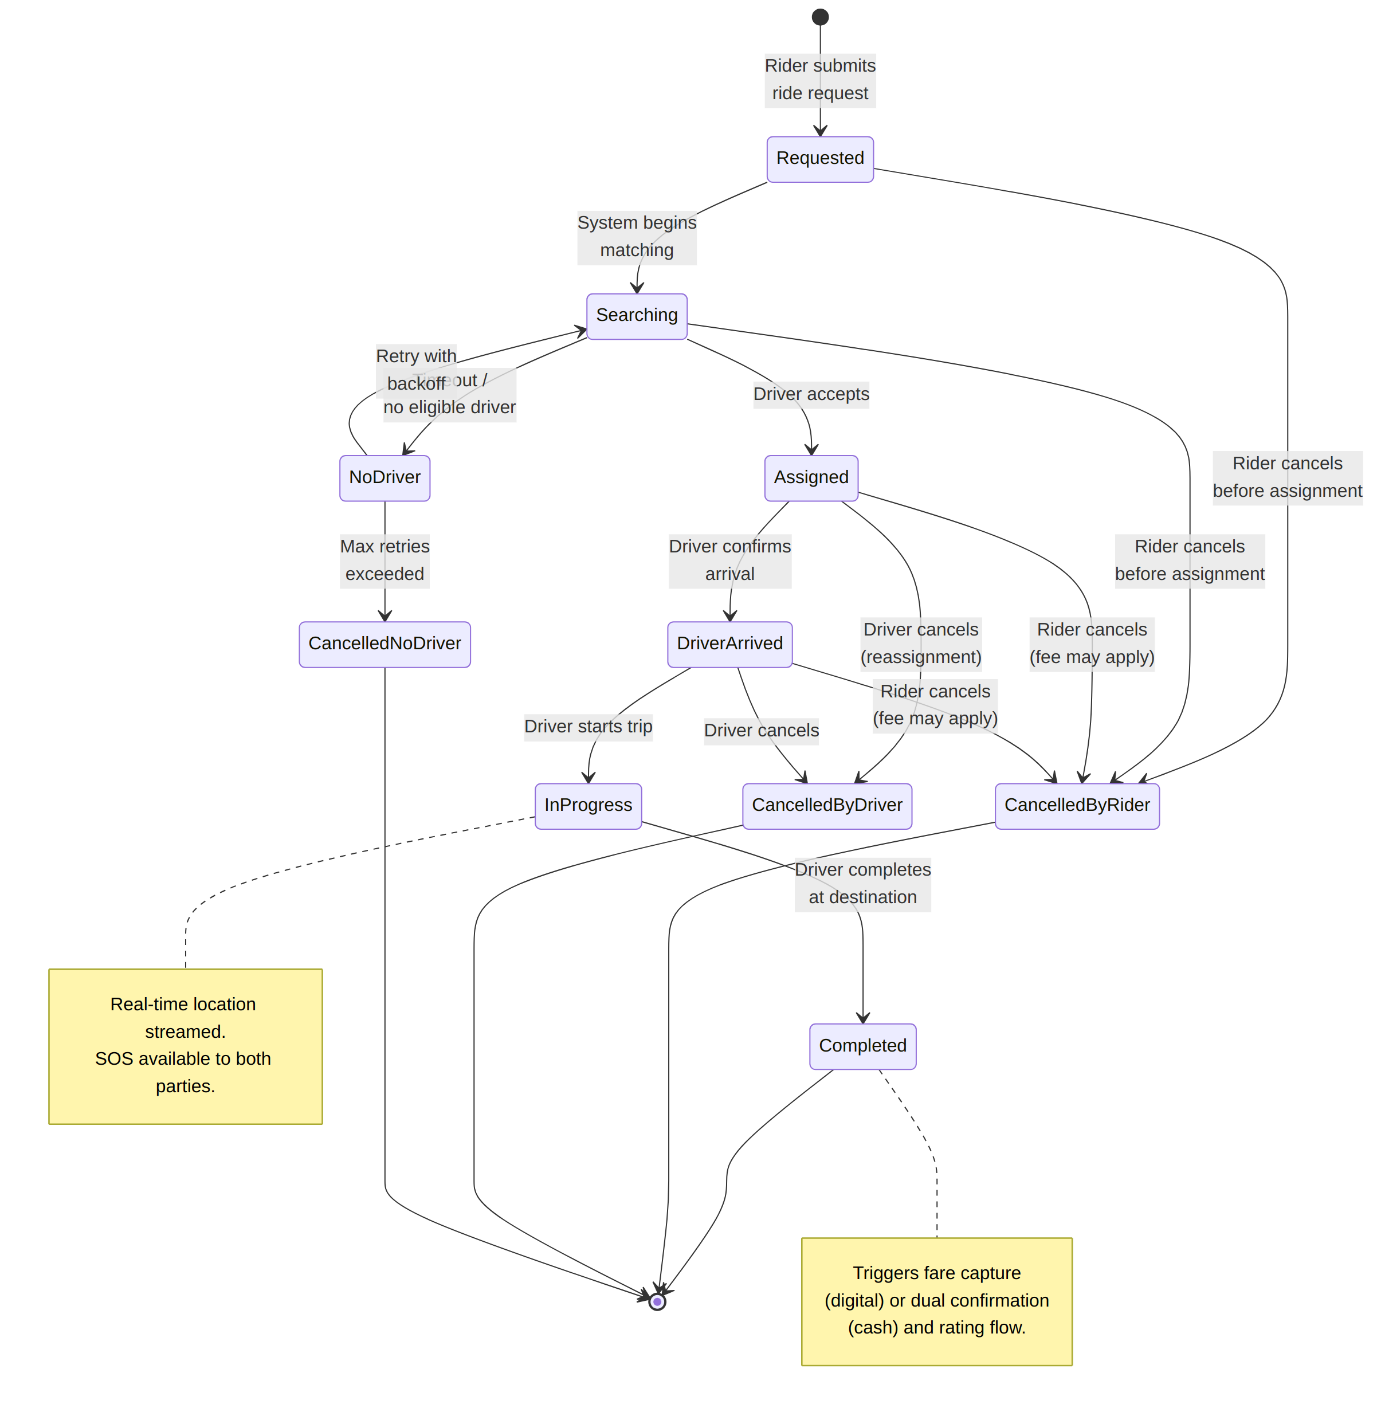 Rider submits
ride request
Requested
System begins
matching
Searching
Retry with
backoff
Timeout /
no eligible driver
Driver accepts
NoDriver
Assigned
Rider cancels
before assignment
Max retries
exceeded
Driver confirms
arrival
Rider cancels
before assignment
CancelledNoDriver
DriverArrived
Driver cancels
(reassignment)
Rider cancels
(fee may apply)
Rider cancels
(fee may apply)
Driver starts trip
Driver cancels
InProgress
CancelledByDriver
CancelledByRider
Driver completes
at destination
Real-time location
streamed.
SOS available to both
parties.
Completed
Triggers fare capture
(digital) or dual confirmation
(cash) and rating flow.